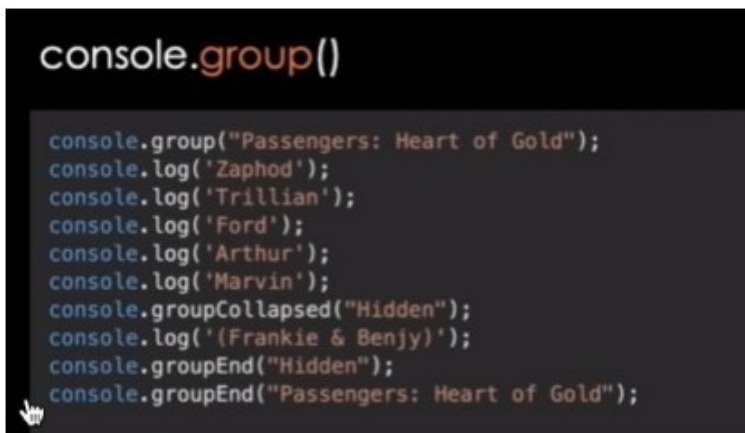 console.group()
console.group("Passengers: Heart of Gold");
console.log('Zaphod');
console.log('Trillian');
console.log('Ford');
console.log('Arthur');
console.log('Marvin');
console.groupCollapsed("Hidden");
console.log('(Frankie & Benjy)');
console.groupEnd("Hidden");
console.groupEnd("Passengers: Heart of Gold");